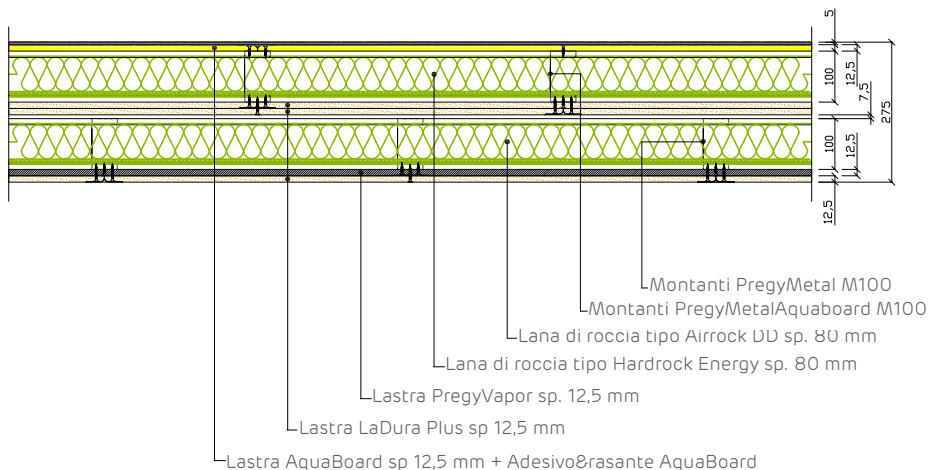 5
100
12,5
7,5
275
100
12,5
12,5
Montanti PregyMetal M100
Montanti PregyMetalAquaboard M100
Lana di roccia tipo Airrock DD sp. 80 mm
Lana di roccia tipo Hardrock Energy sp. 80 mm
Lastra PregyVapor sp. 12,5 mm
Lastra LaDura Plus sp 12,5 mm
Lastra AquaBoard sp 12,5 mm + Adesivo&rasante AquaBoard